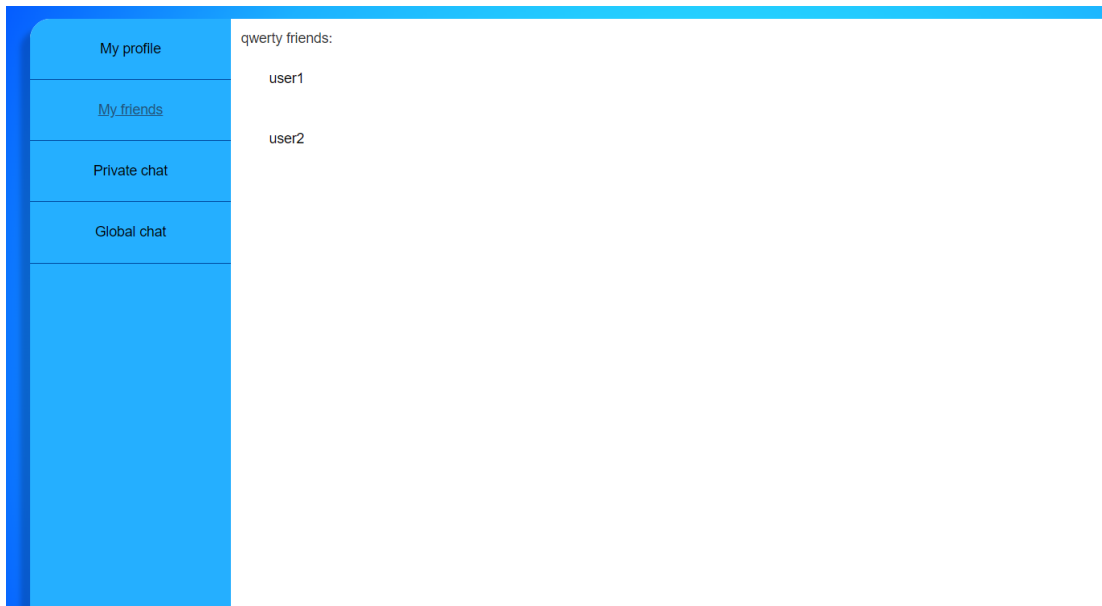 My profile
My friends
Private chat
Global chat
qwerty friends:
user1
user2